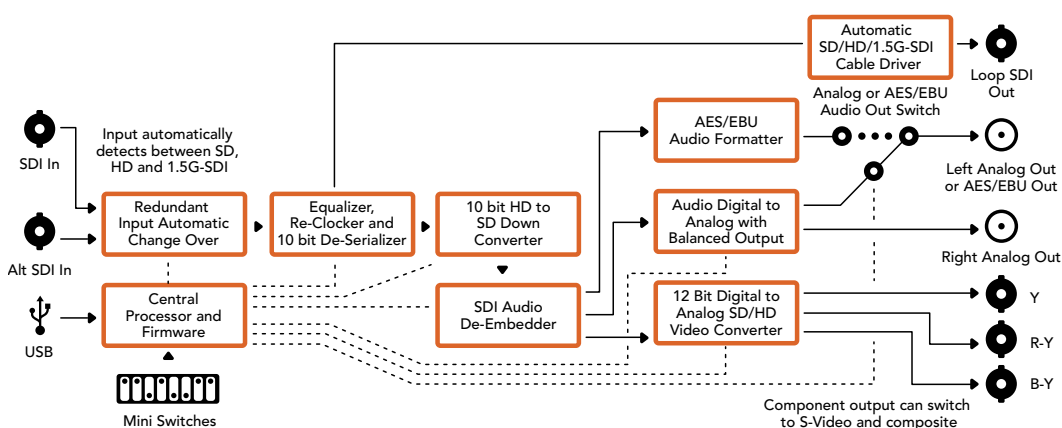 Automatic
SD/HD/1.5G-SDI
Cable Driver
Loop SDI
Out
Analog or AES/EBU
Audio Out Switch
SDI In
Input automatically
detects between SD,
HD and 1.5G-SDI
AES/EBU
Audio Formatter
Left Analog Out
or AES/EBU Out
Alt SDI In
Redundant
Input Automatic
Change Over
Equalizer,
Re-Clocker and
10 bit De-Serializer
10 bit HD to
SD Down
Converter
Audio Digital to
Analog with
Balanced Output
Right Analog Out
USB
Central
Processor and
Firmware
SDI Audio
De-Embedder
12 Bit Digital to
Analog SD/HD
Video Converter
Y
R-Y
B-Y
Mini Switches
Component output can switch
to S-Video and composite